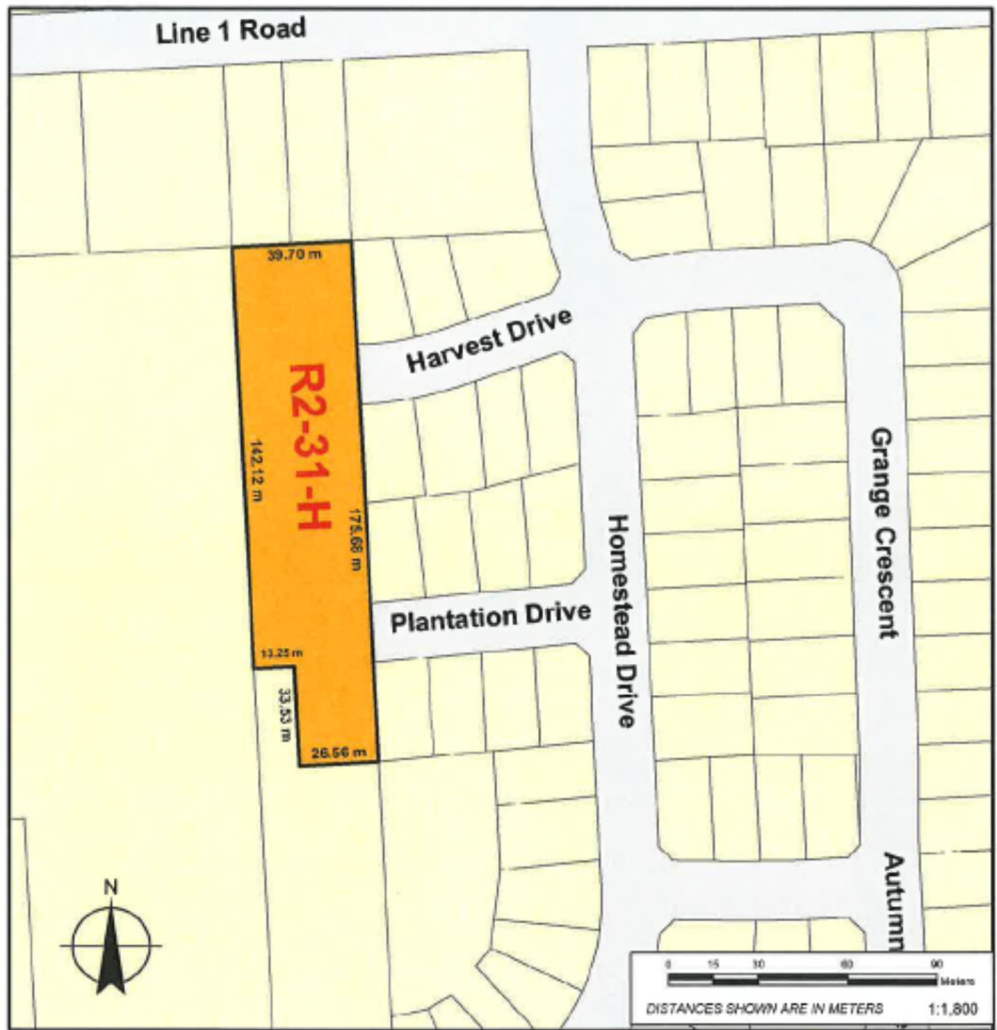 Line 1 Road
39.70 m
Harvest Drive
R2-31-H
142.12 m
175.68 m
Grange Crescent
Homestead Drive
Plantation Drive
13.25 m
33.53 m
26.56 m
Autumn
N
0 15 30 60 90
Meters
DISTANCES SHOWN ARE IN METERS 1:1,800